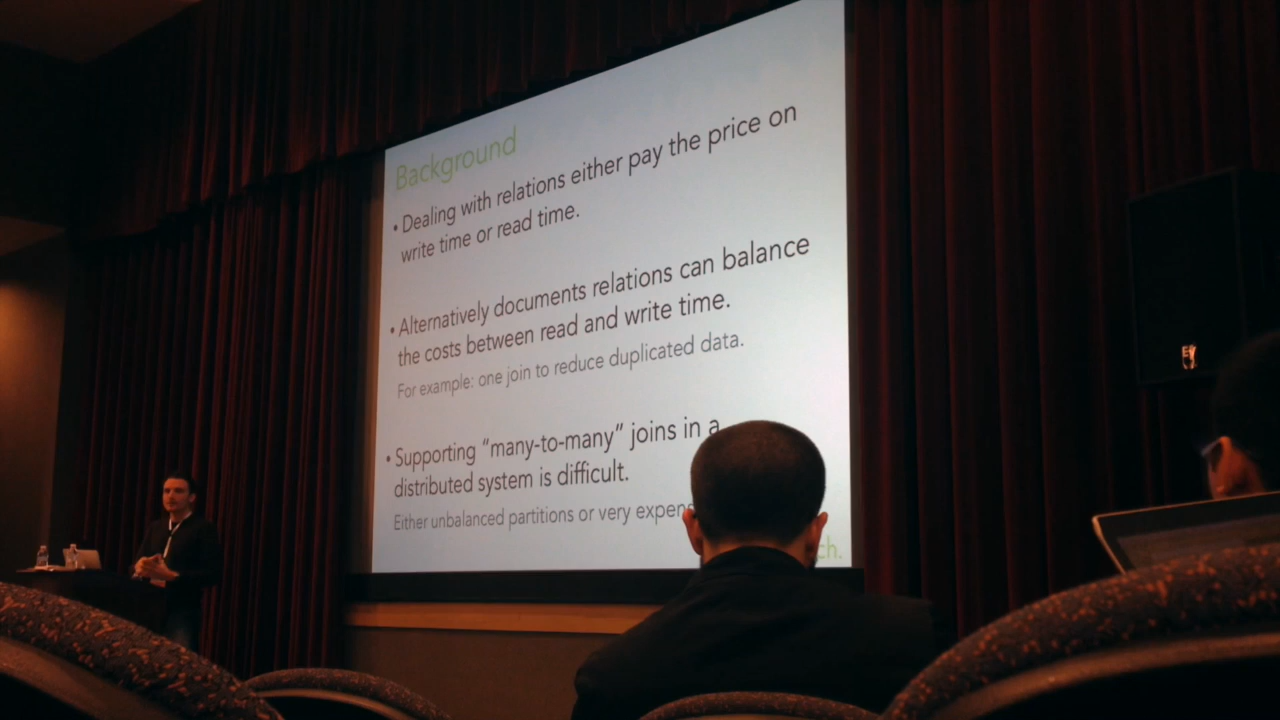 Background
• Dealing with relations either pay the price on
write time or read time.
• Alternatively documents relations can balance
the costs between read and write time.
For example: one join to reduce duplicated data.
• Supporting “many-to-many” joins in a
distributed system is difficult.
Either unbalanced partitions or very